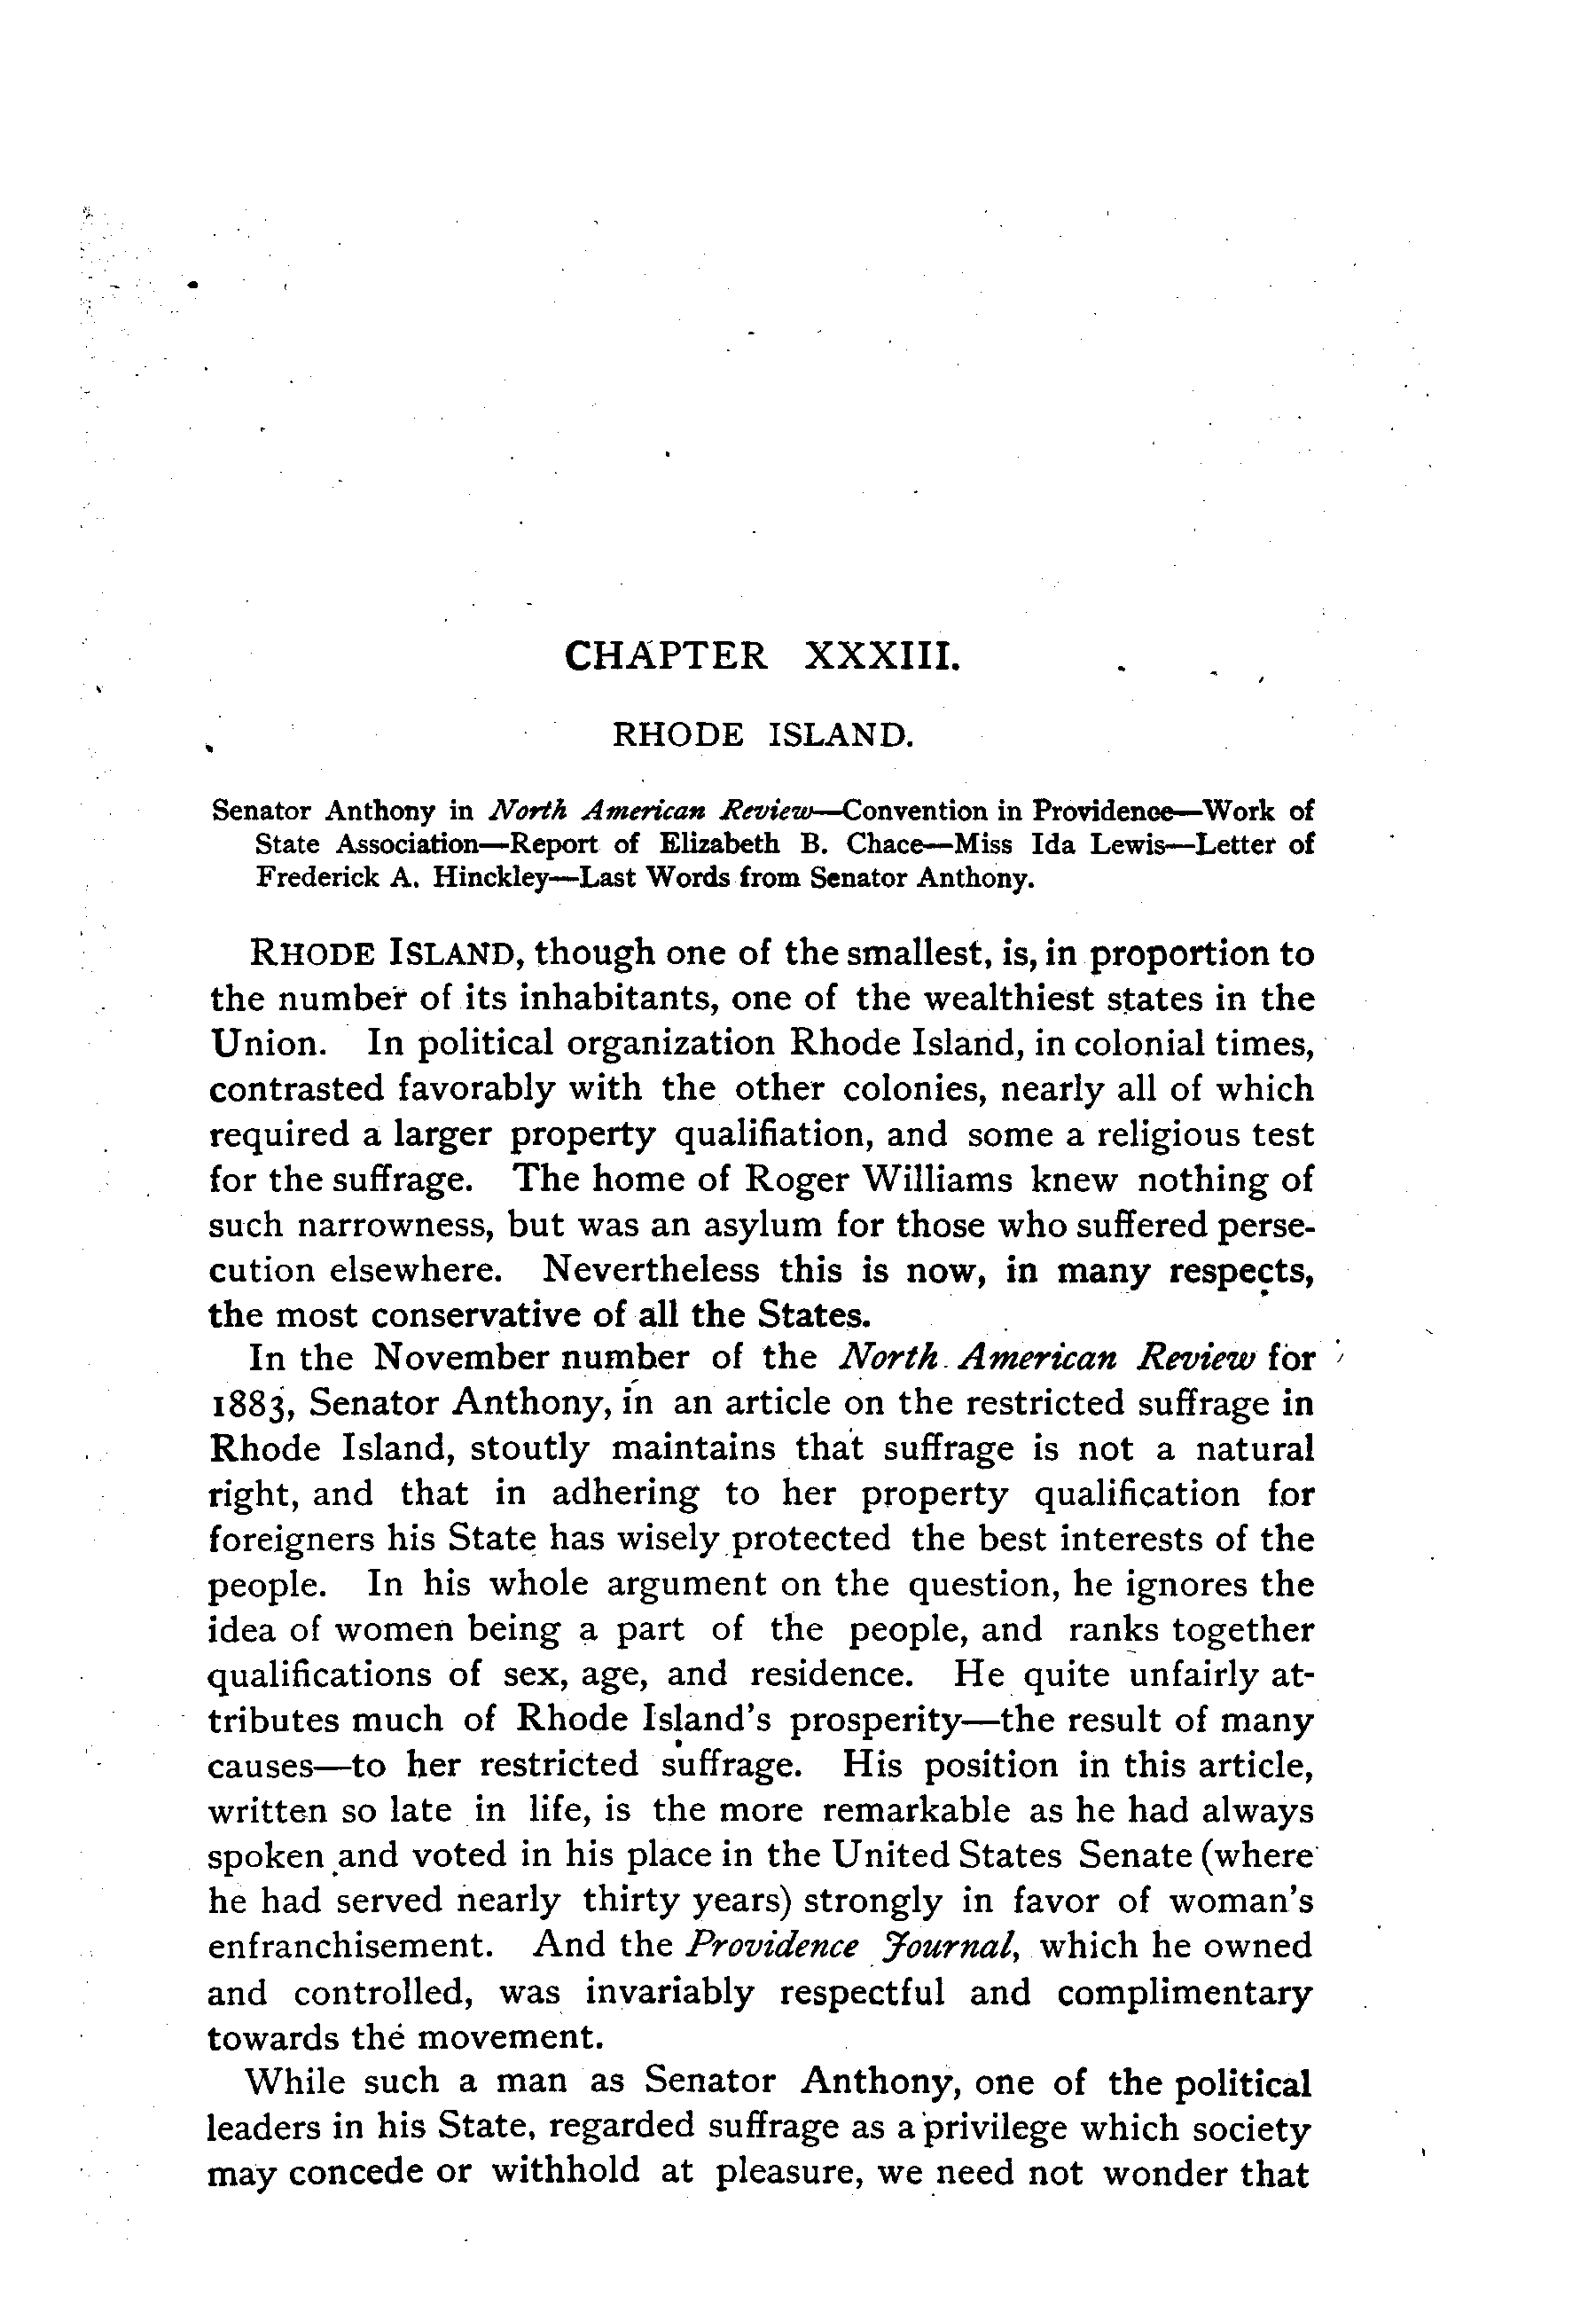 CHAPTER XXXIII.
RHODE ISLAND.
Senator Anthony in North American Review—Convention in Providence—Work of
State Association—Report of Elizabeth B. Chace—Miss Ida Lewis—Letter of
Frederick A. Hinckley—Last Words from Senator Anthony.
RHODE ISLAND, though one of the smallest, is, in proportion to
the number of its inhabitants, one of the wealthiest states in the
Union. In political organization Rhode Island, in colonial times,
contrasted favorably with the other colonies, nearly all of which
required a larger property qualifiation, and some a religious test
for the suffrage. The home of Roger Williams knew nothing of
such narrowness, but was an asylum for those who suffered perse-
cution elsewhere. Nevertheless this is now, in many respects,
the most conservative of all the States.
In the November number of the North American Review for
1883, Senator Anthony, in an article on the restricted suffrage in
Rhode Island, stoutly maintains that suffrage is not a natural
right, and that in adhering to her property qualification for
foreigners his State has wisely protected the best interests of the
people. In his whole argument on the question, he ignores the
idea of women being a part of the people, and ranks together
qualifications of sex, age, and residence. He quite unfairly at-
tributes much of Rhode Island's prosperity—the result of many
causes—to her restricted suffrage. His position in this article,
written so late in life, is the more remarkable as he had always
spoken and voted in his place in the United States Senate (where
he had served nearly thirty years) strongly in favor of woman's
enfranchisement. And the Providence Journal, which he owned
and controlled, was invariably respectful and complimentary
towards the movement.
While such a man as Senator Anthony, one of the political
leaders in his State, regarded suffrage as a privilege which society
may concede or withhold at pleasure, we need not wonder that